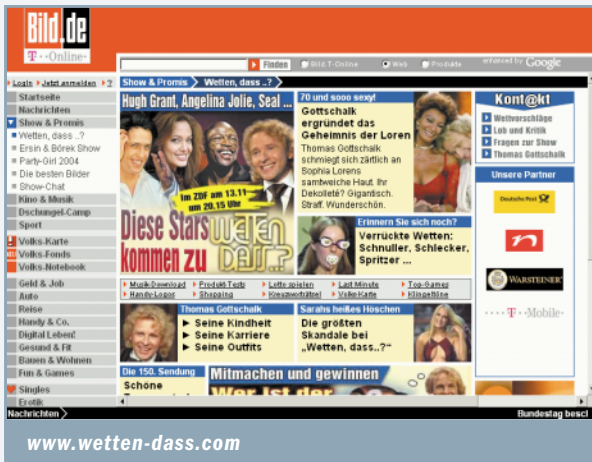 Bild.de
T··Online·
Finden
Bild.T-Online
Web
Produkte
enhanced by Google
Login
Jetzt anmelden
?
Show & Promis
Wetten, dass ..?
Startseite
Nachrichten
Show & Promis
Wetten, dass ..?
Ersin & Börek Show
Party-Girl 2004
Die besten Bilder
Show-Chat
Kino & Musik
Dschungel-Camp
Sport
Volks-Karte
Volks-Fonds
Volks-Notebook
Geld & Job
Auto
Reise
Handy & Co.
Digital Leben!
Gesund & Fit
Bauen & Wohnen
Fun & Games
Singles
Erotik
Hugh Grant, Angelina Jolie, Seal ...
Im ZDF am 13.11
um 20.15 Uhr
Diese Stars
kommen zu
WETTEN
DASS..?
70 und sooo sexy!
Gottschalk
ergründet das
Geheimnis der Loren
Thomas Gottschalk
schmiegt sich zärtlich an
Sophia Lorens
samtweiche Haut. Ihr
Dekolleté? Gigantisch.
Straff. Wunderschön.
Erinnern Sie sich noch?
Verrückte Wetten:
Schnuller, Schlecker,
Spritzer ...
Musik-Download
Produkt-Tests
Lotto spielen
Last Minute
Top-Games
Handy-Logos
Shopping
Kreuzworträtsel
Volks-Karte
Klingeltöne
Thomas Gottschalk
Seine Kindheit
Seine Karriere
Seine Outfits
Sarahs heißes Höschen
Die größten
Skandale bei
„Wetten, dass..?"
Die 150. Sendung
Schöne
Mitmachen und gewinnen
Wer ist der
Kont@kt
Wettvorschläge
Lob und Kritik
Fragen zur Show
Thomas Gottschalk
Unsere Partner
Deutsche Post
WARSTEINER
T··Mobile·
Nachrichten
Bundestag bescl
www.wetten-dass.com